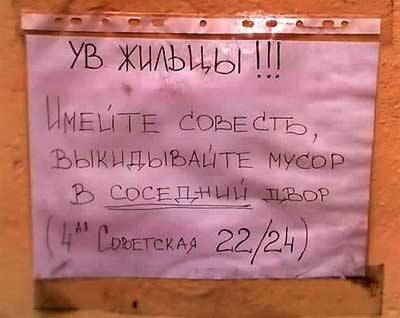 УВ ЖИЛЬЦЫ!!!
ИМЕЙТЕ СОВЕСТЬ,
ВЫКИДЫВАЙТЕ МУСОР
В СОСЕДНИЙ ДВОР
(4ая СОВЕТСКАЯ 22/24)